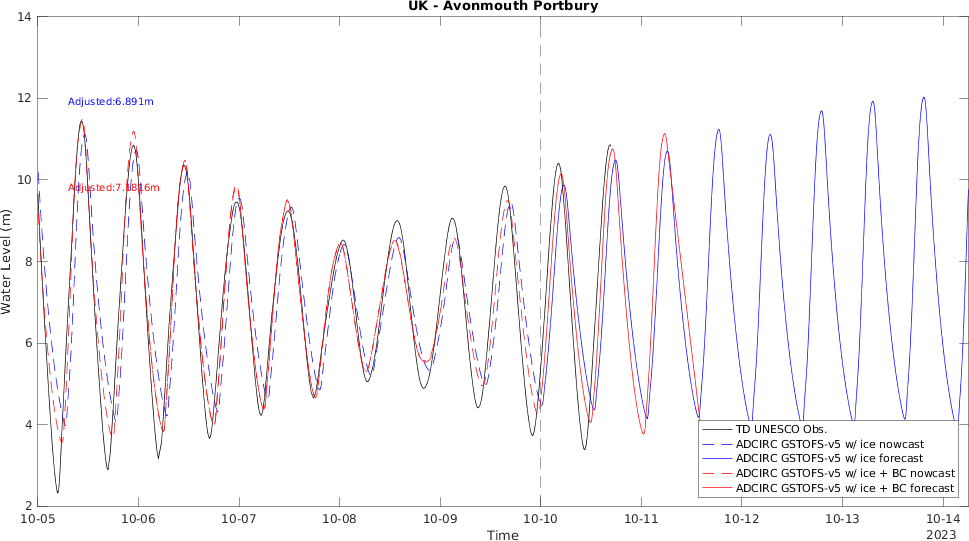 UK - Avonmouth Portbury
14
12
10
8
6
4
2
Water Level (m)
Adjusted:6.891m
Adjusted:7.1816m
TD UNESCO Obs.
ADCIRC GSTOFS-v5 w/ ice nowcast
ADCIRC GSTOFS-v5 w/ ice forecast
ADCIRC GSTOFS-v5 w/ ice + BC nowcast
ADCIRC GSTOFS-v5 w/ ice + BC forecast
10-05 10-06 10-07 10-08 10-09 10-10 10-11 10-12 10-13 10-14
Time
2023